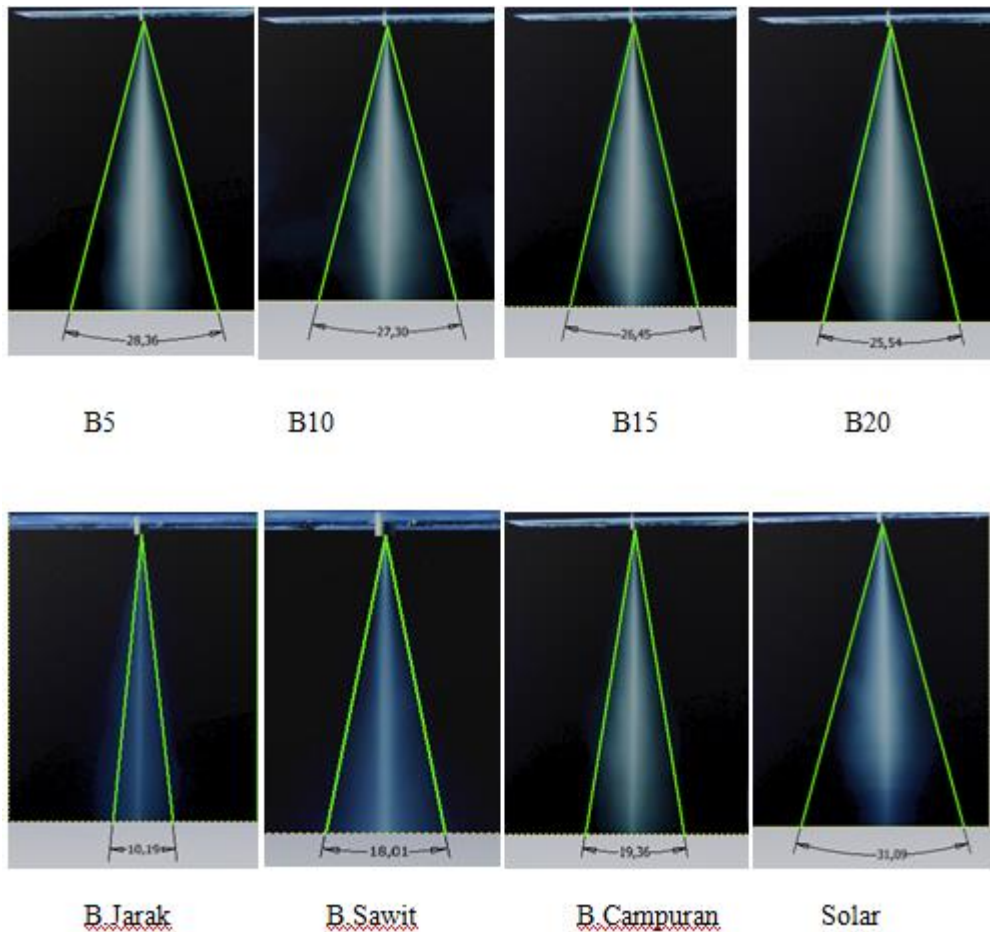 28,36
27,30
26,45
25,54
B5
B10
B15
B20
10,19
18,01
19,36
31,09
B.Jarak
B.Sawit
B.Campuran
Solar